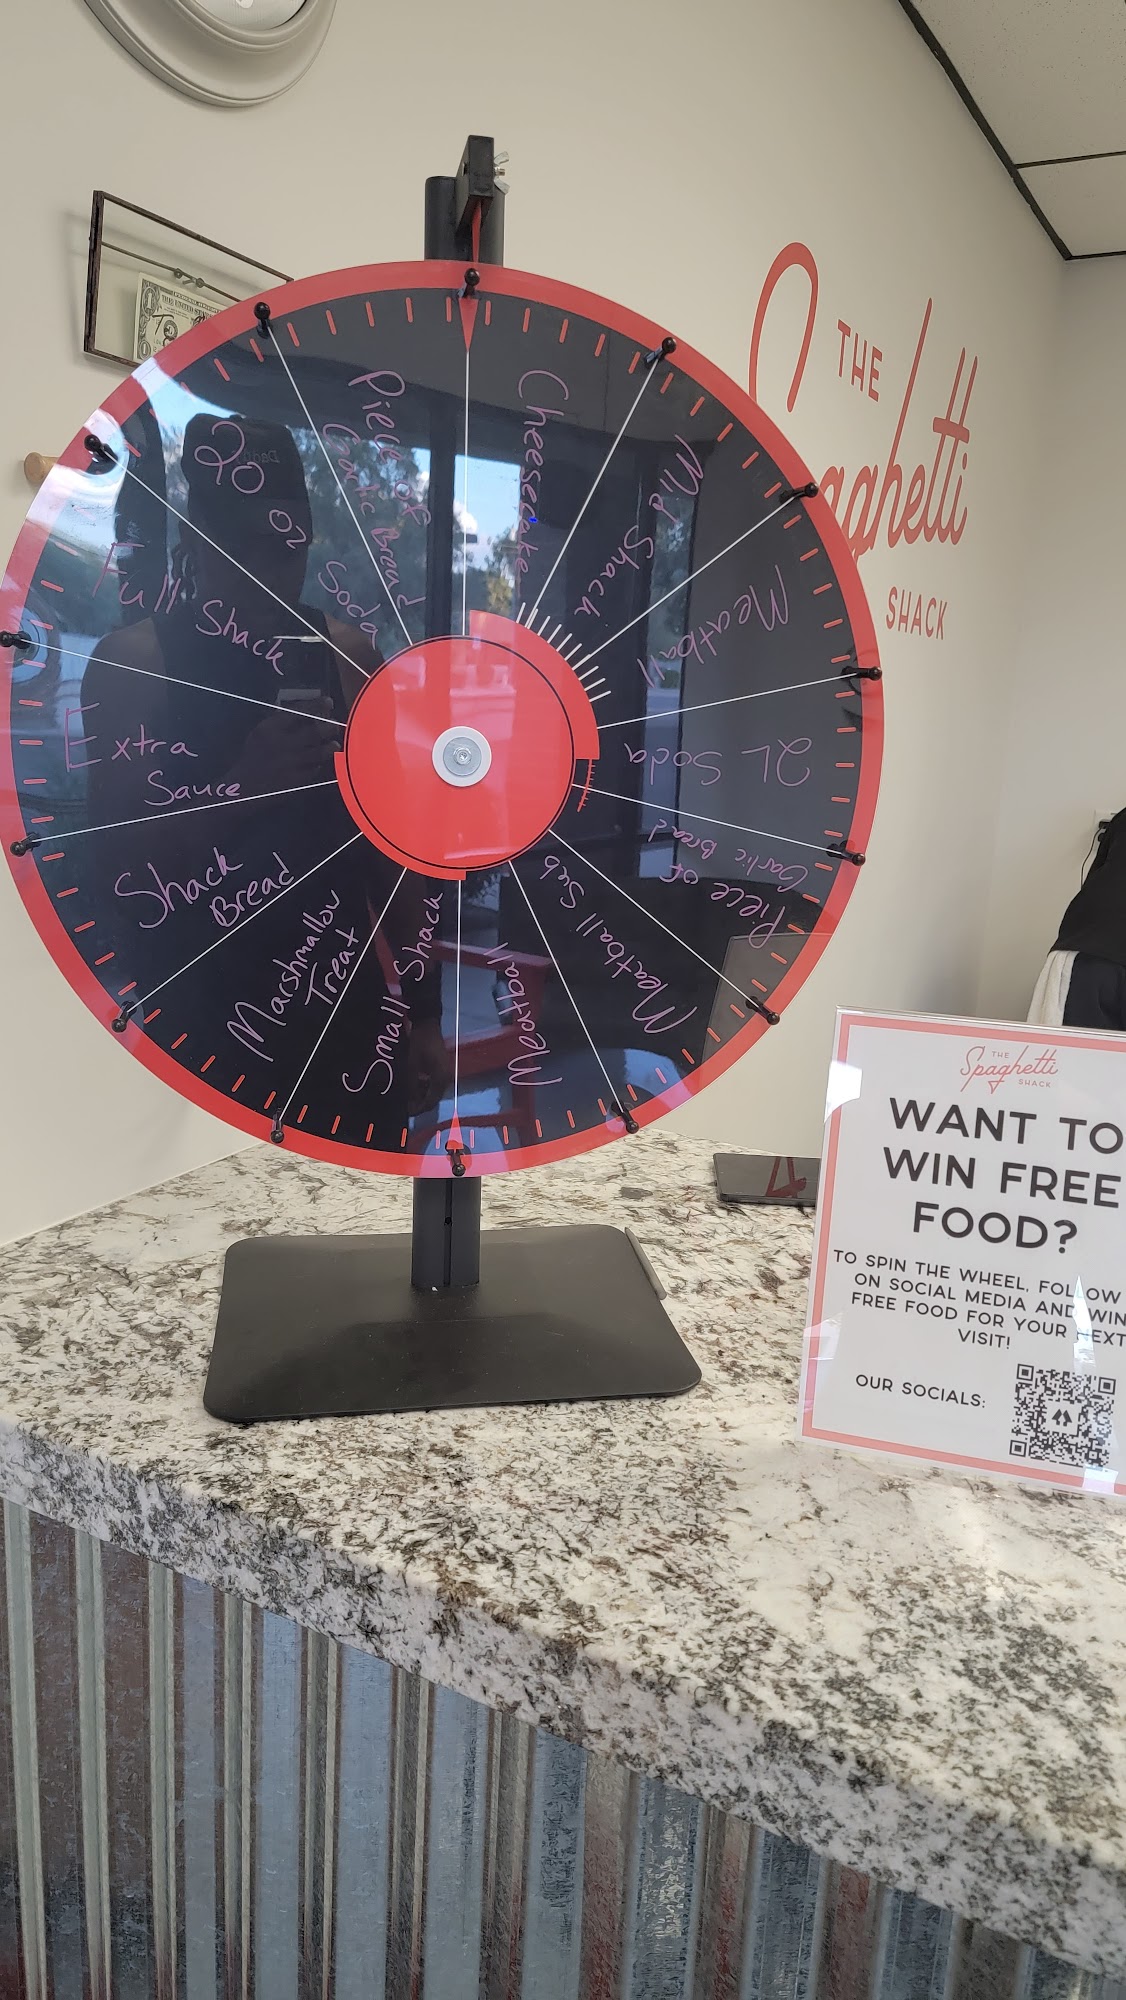 THE
Spaghetti
SHACK
Cheesecake
Mid Shack
Meatball
2L Soda
Piece of
Garlic Bread
Meatball Sub
Meatball
Small Shack
Marshmallow
Treat
Shack
Bread
Extra
Sauce
Full Shack
20 oz
Soda
Piece of
Garlic Bread
THE
Spaghetti
SHACK
WANT TO
WIN FREE
FOOD?
TO SPIN THE WHEEL, FOLLOW
ON SOCIAL MEDIA AND WIN
FREE FOOD FOR YOUR NEXT
VISIT!
OUR SOCIALS: